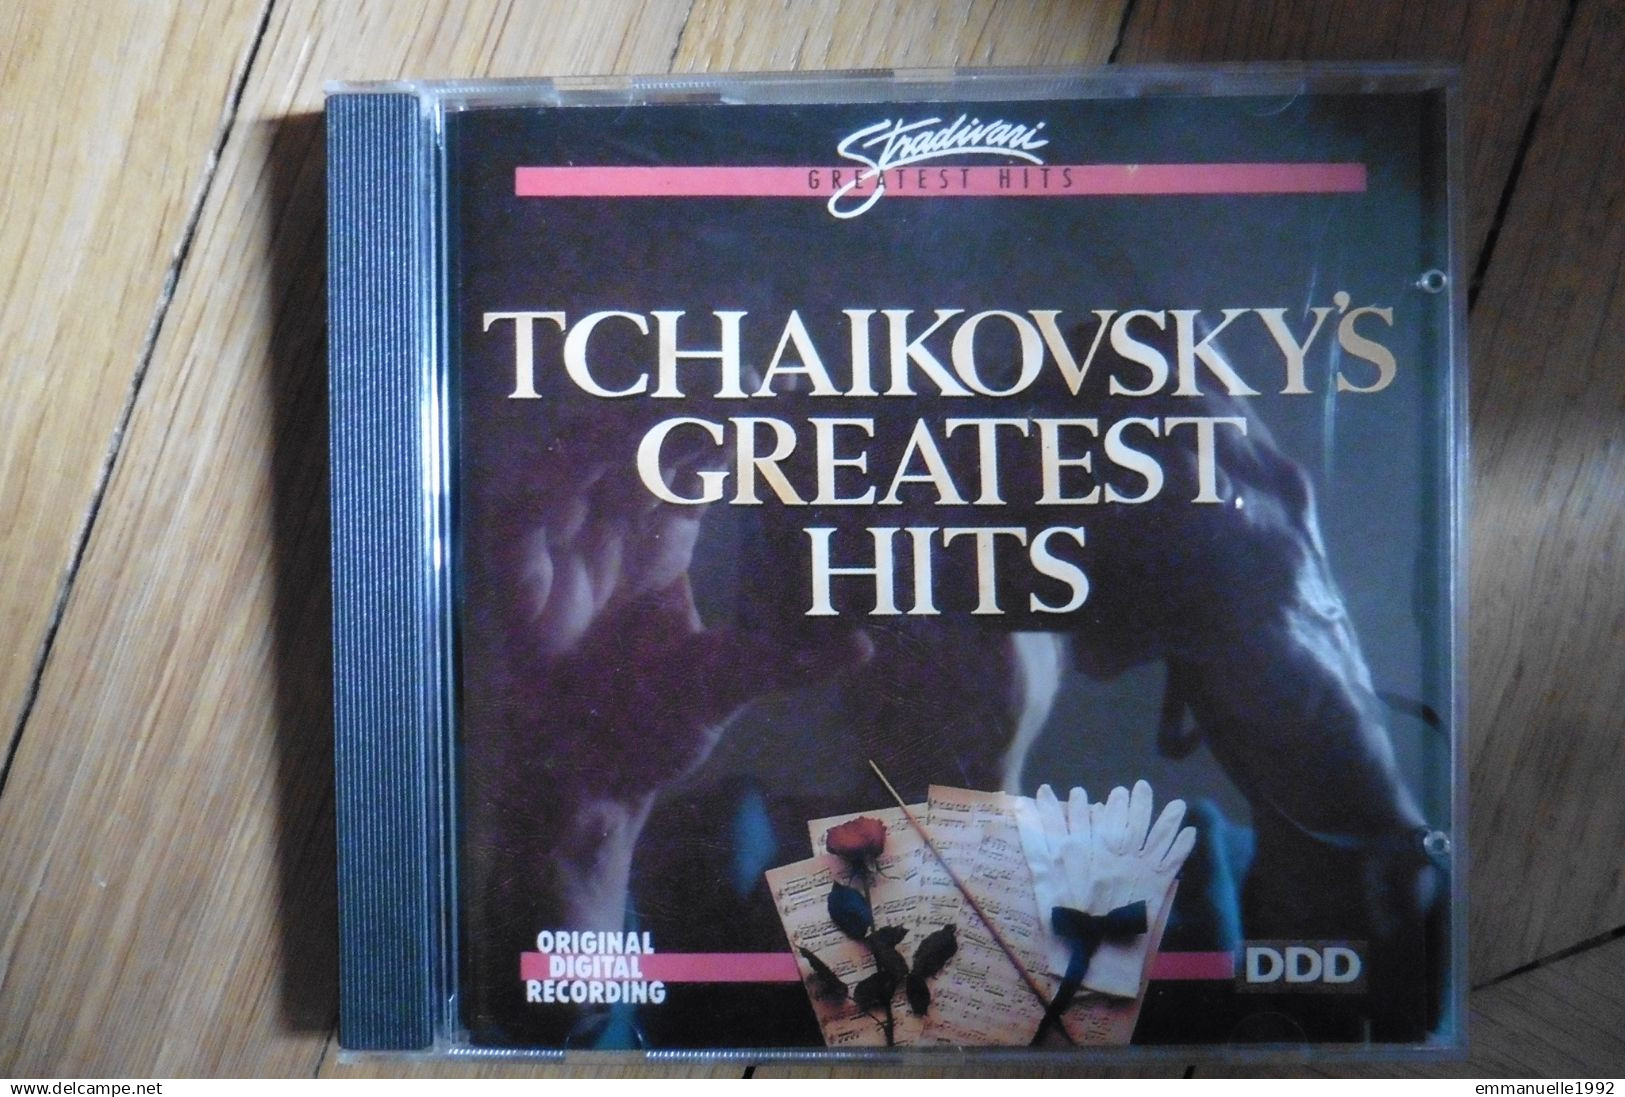 Stradivari
GREATEST HITS
TCHAIKOVSKY'S
GREATEST
HITS
ORIGINAL
DIGITAL
RECORDING
DDD
www.delcampe.net
emmanuelle1992